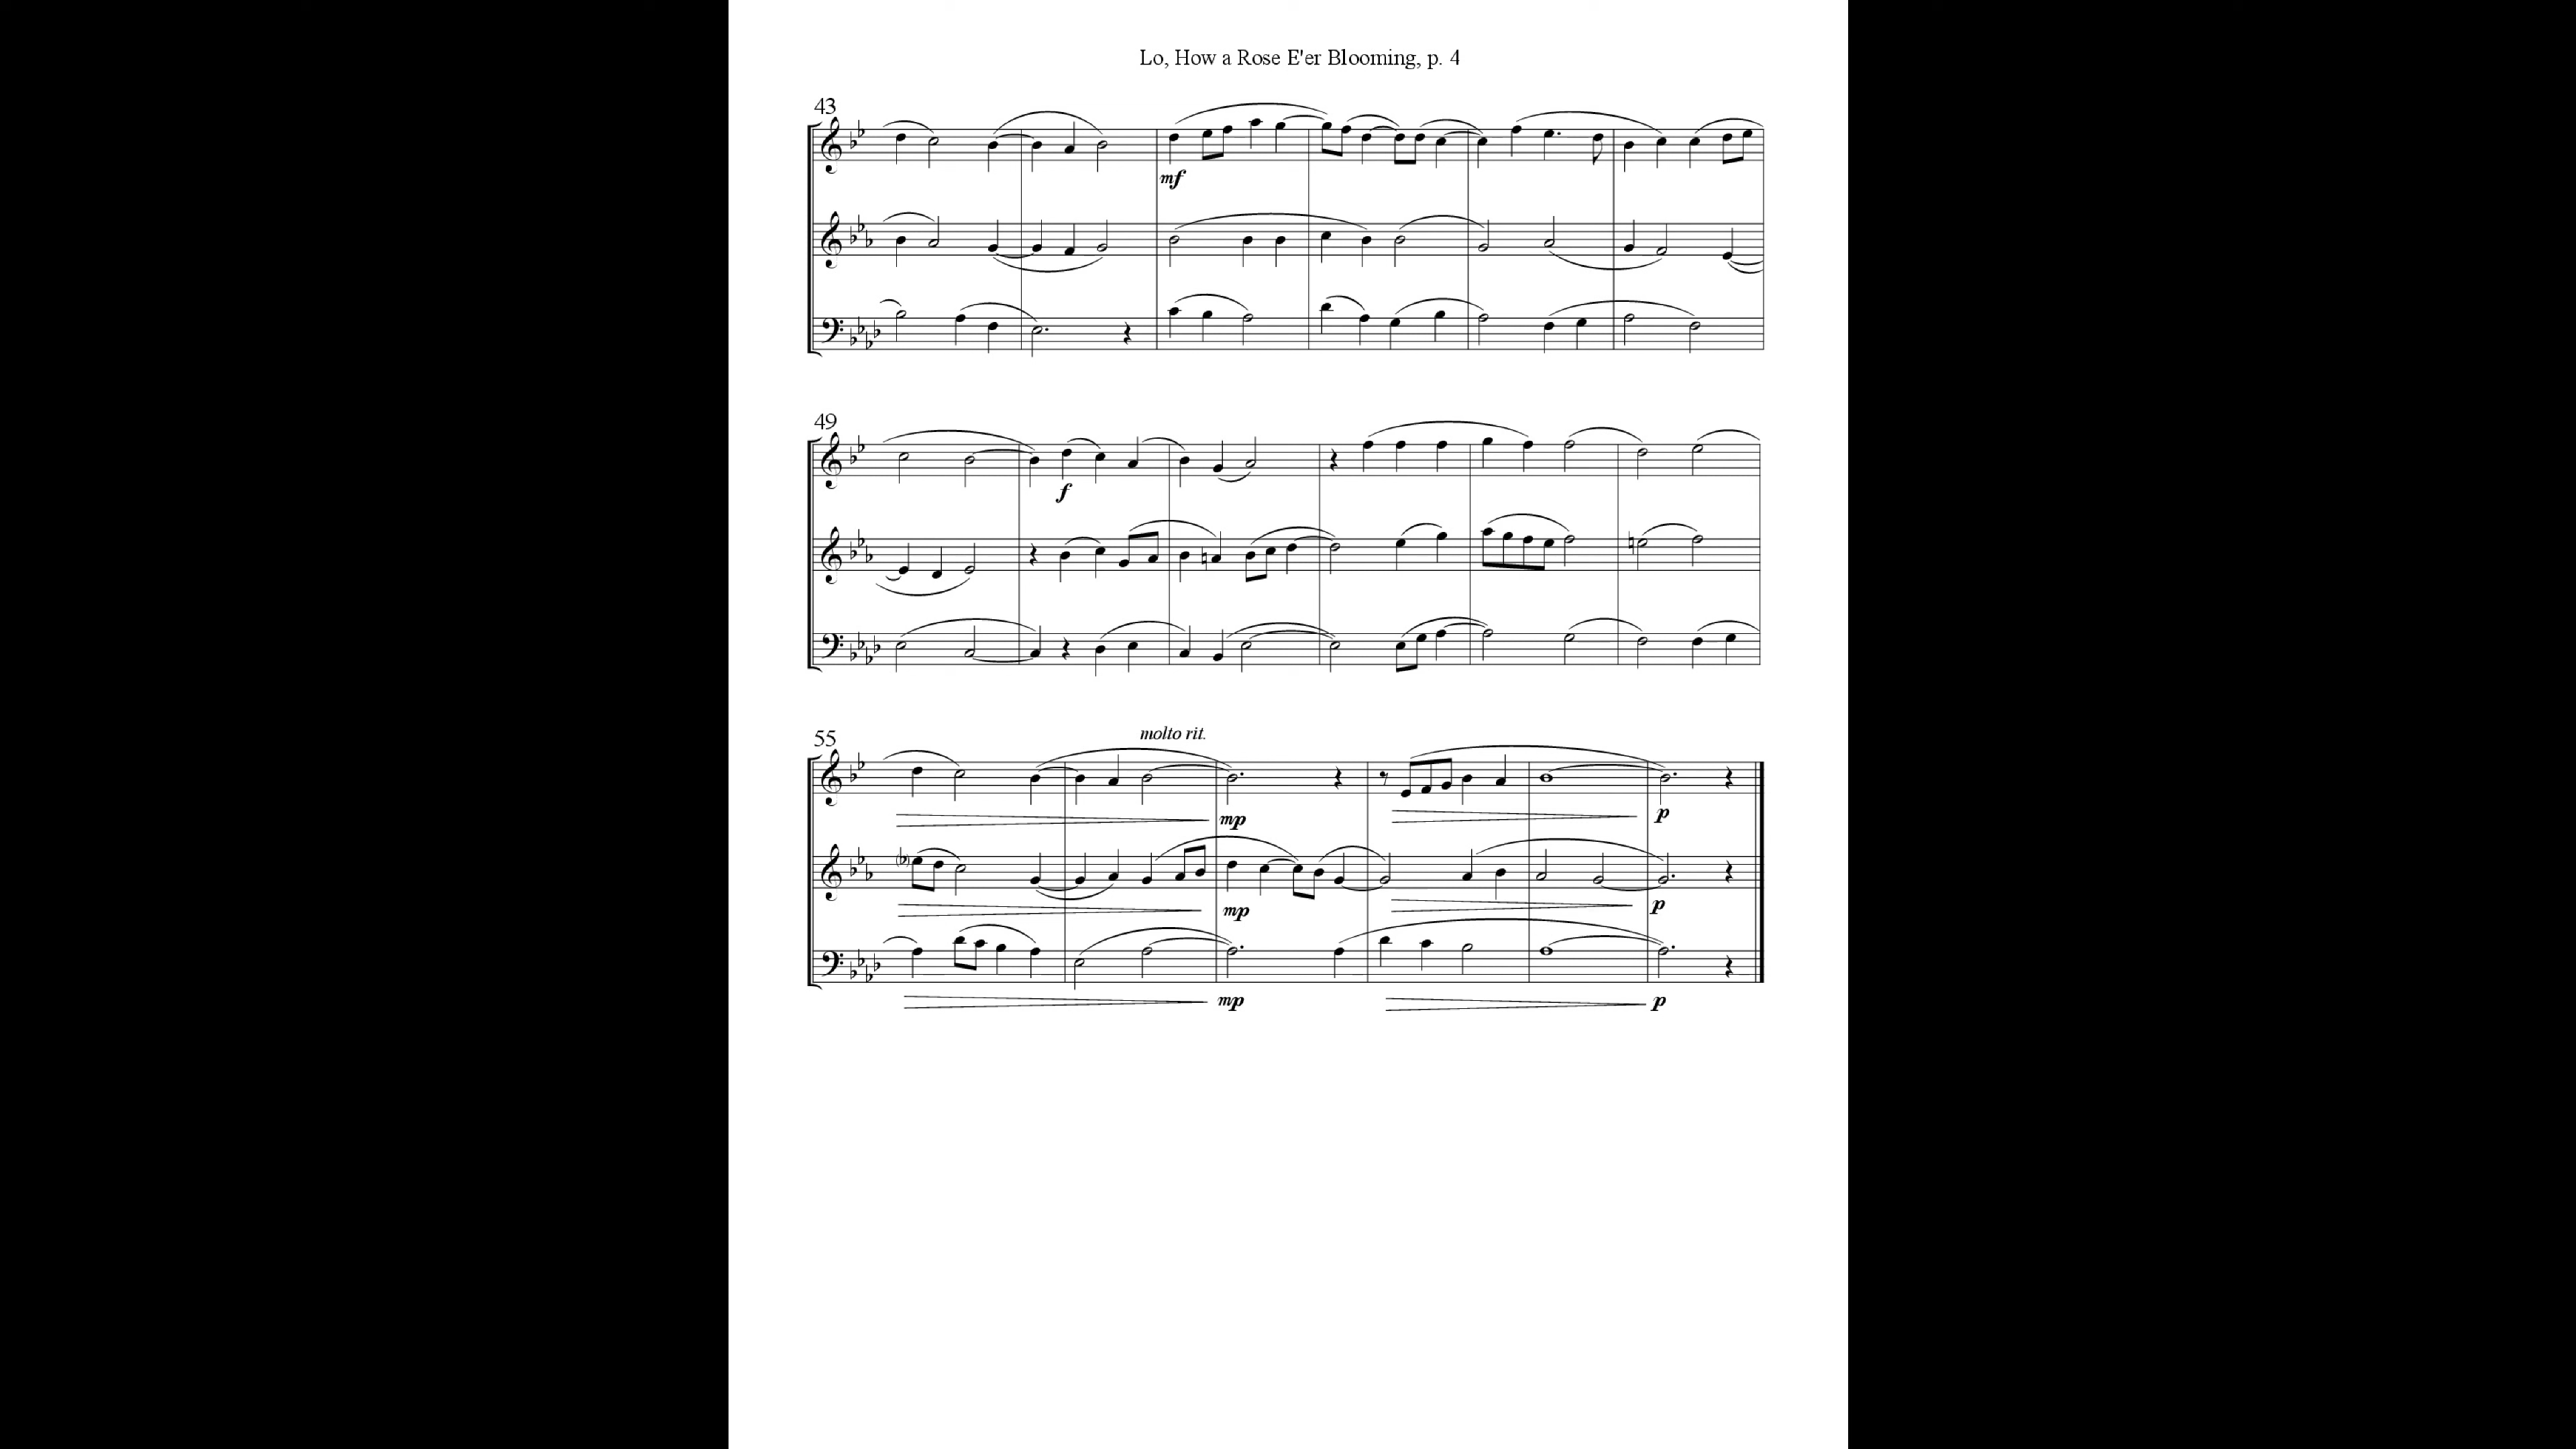 Lo, How a Rose E'er Blooming, p. 4
43
mf
49
f
55
molto rit.
mp
p
mp
p
mp
p